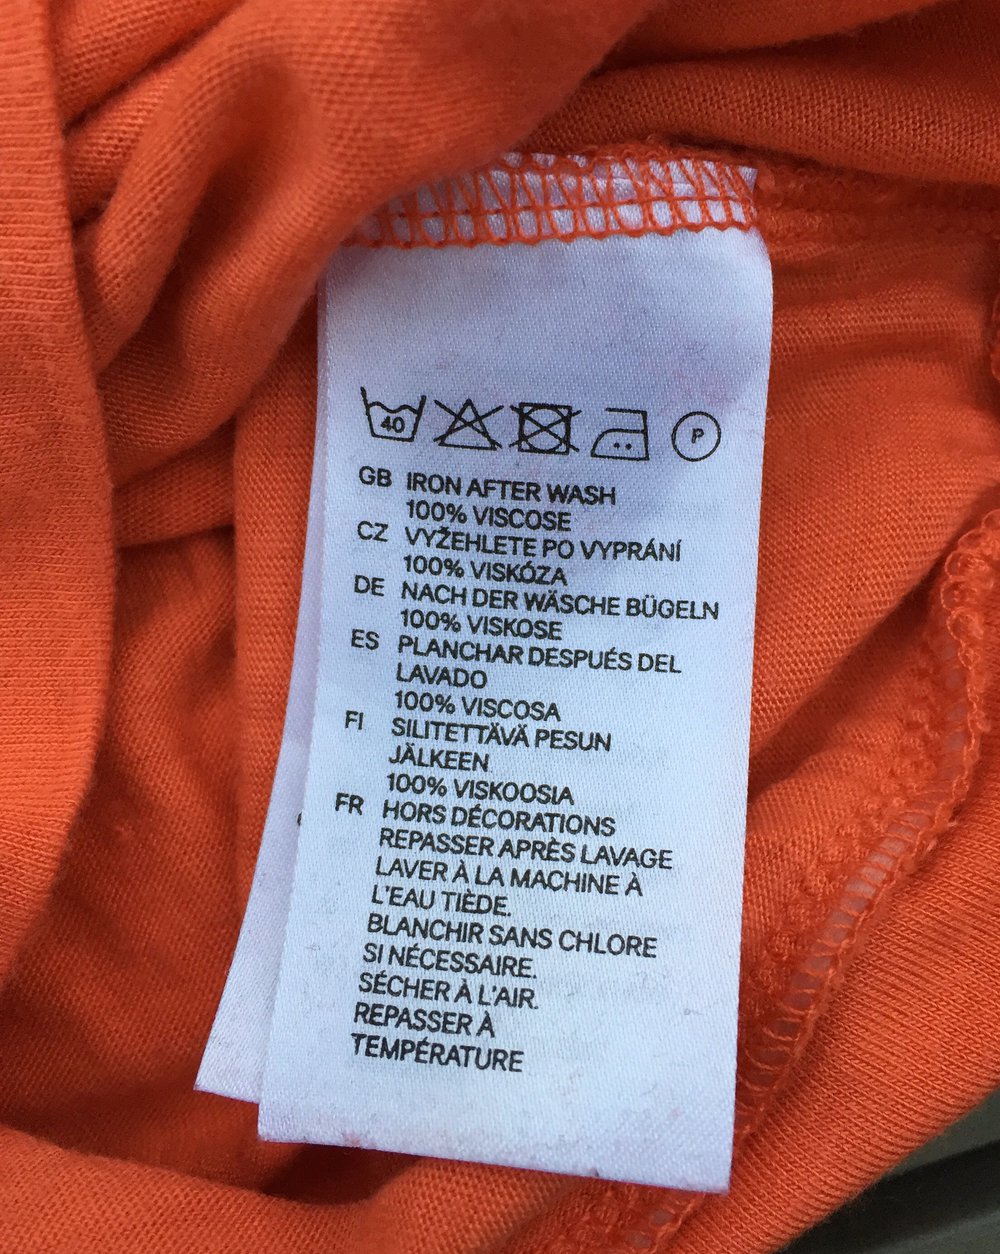 40
P
GB IRON AFTER WASH
100% VISCOSE
CZ VYŽEHLETE PO VYPRÁNÍ
100% VISKÓZA
DE NACH DER WÄSCHE BÜGELN
100% VISKOSE
ES PLANCHAR DESPUÉS DEL
LAVADO
100% VISCOSA
FI SILITETTÄVÄ PESUN
JÄLKEEN
100% VISKOOSIA
FR HORS DÉCORATIONS
REPASSER APRÈS LAVAGE
LAVER À LA MACHINE À
L'EAU TIÈDE.
BLANCHIR SANS CHLORE
SI NÉCESSAIRE.
SÉCHER À L'AIR.
REPASSER À
TEMPÉRATURE